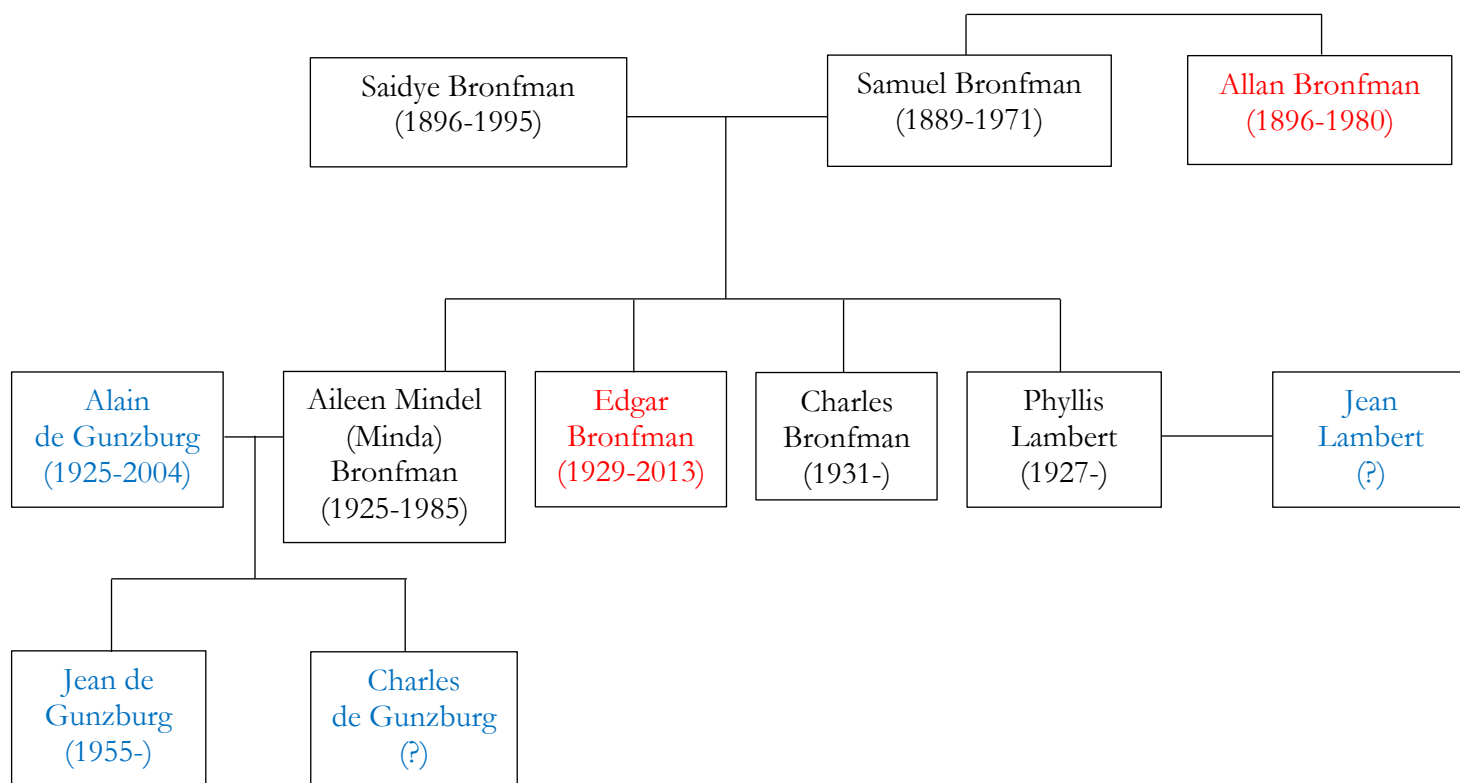 Saidye Bronfman
(1896-1995)
Samuel Bronfman
(1889-1971)
Allan Bronfman
(1896-1980)
Alain
de Gunzburg
(1925-2004)
Aileen Mindel
(Minda)
Bronfman
(1925-1985)
Edgar
Bronfman
(1929-2013)
Charles
Bronfman
(1931-)
Phyllis
Lambert
(1927-)
Jean
Lambert
(?)
Jean de
Gunzburg
(1955-)
Charles
de Gunzburg
(?)